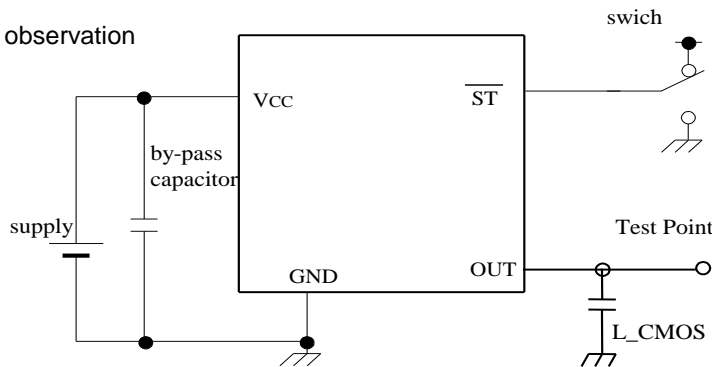 observation
swich
VCC
ST
by-pass
capacitor
supply
Test Point
GND
OUT
L_CMOS